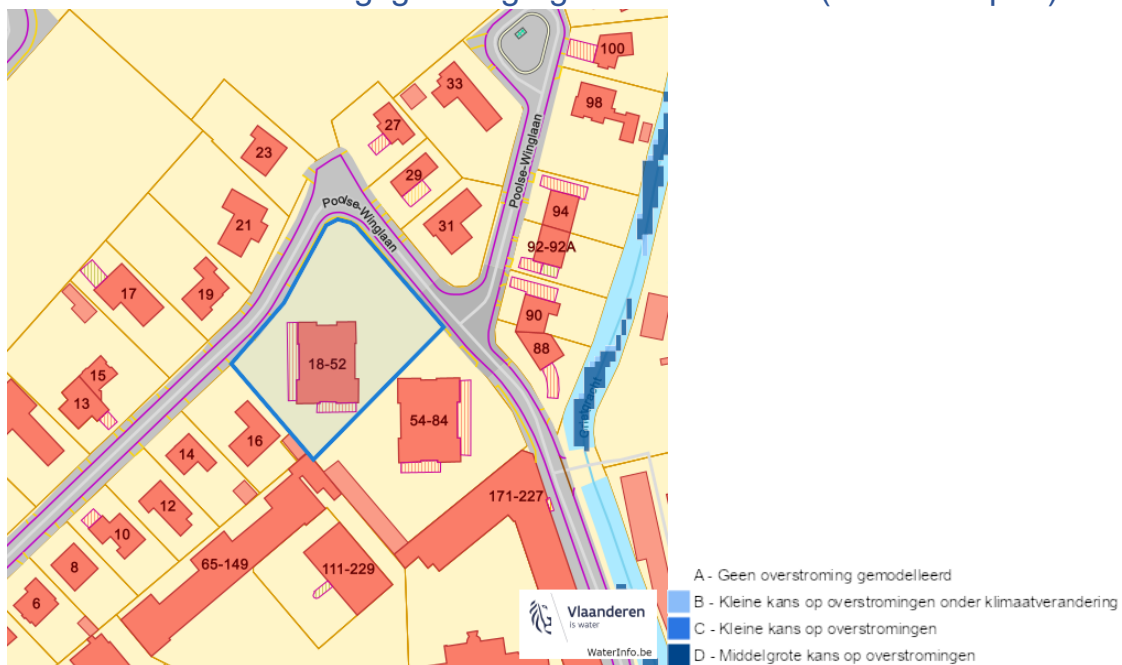 100
33
98
27
23
29
Poolse-Winglaan
94
31
Poolse-Winglaan
21
92-92A
17
19
90
88
18-52
15
13
54-84
16
14
171-227
12
10
65-149
111-229
8
6
Vlaanderen
is water
WaterInfo.be
A - Geen overstroming gemodelleerd
B - Kleine kans op overstromingen onder klimaatverandering
C - Kleine kans op overstromingen
D - Middelgrote kans op overstromingen